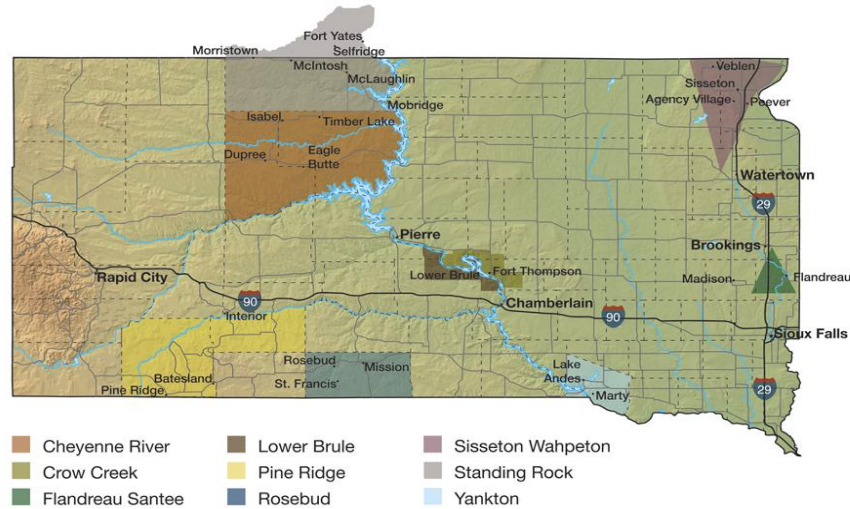 Fort Yates
Morristown
Selfridge
McIntosh
McLaughlin
Veblen
Sisseton
Agency Village
Peever
Mobridge
Isabel
Timber Lake
Dupree
Eagle
Butte
Watertown
29
Pierre
Brookings
Lower Brule
Fort Thompson
Rapid City
Madison
Flandreau
90
Chamberlain
Interior
90
Sioux Falls
Rosebud
Mission
Lake
Andes
Batesland
St. Francis
Pine Ridge
Marty
29
Cheyenne River
Lower Brule
Sisseton Wahpeton
Crow Creek
Pine Ridge
Standing Rock
Flandreau Santee
Rosebud
Yankton